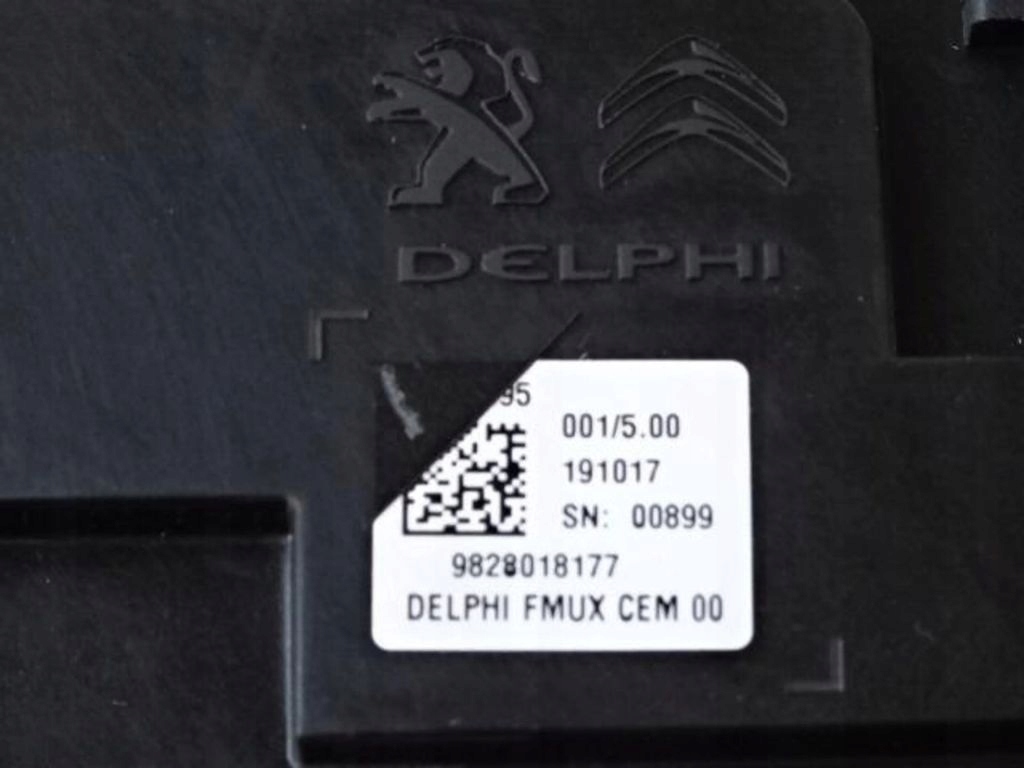 DELPHI
95
001/5.00
191017
SN: 00899
9828018177
DELPHI FMUX CEM 00